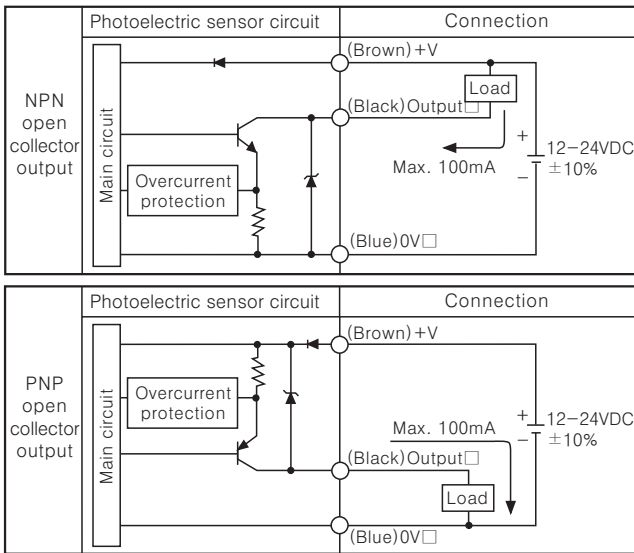 Photoelectric sensor circuit
Connection
NPN
open
collector
output
Main circuit
(Brown)+V
Load
(Black)Output□
Overcurrent
protection
Max. 100mA
+
−
12−24VDC
±10%
(Blue)0V□
Photoelectric sensor circuit
Connection
PNP
open
collector
output
Main circuit
(Brown)+V
Overcurrent
protection
Max. 100mA
+
−
12−24VDC
±10%
(Black)Output□
Load
(Blue)0V□